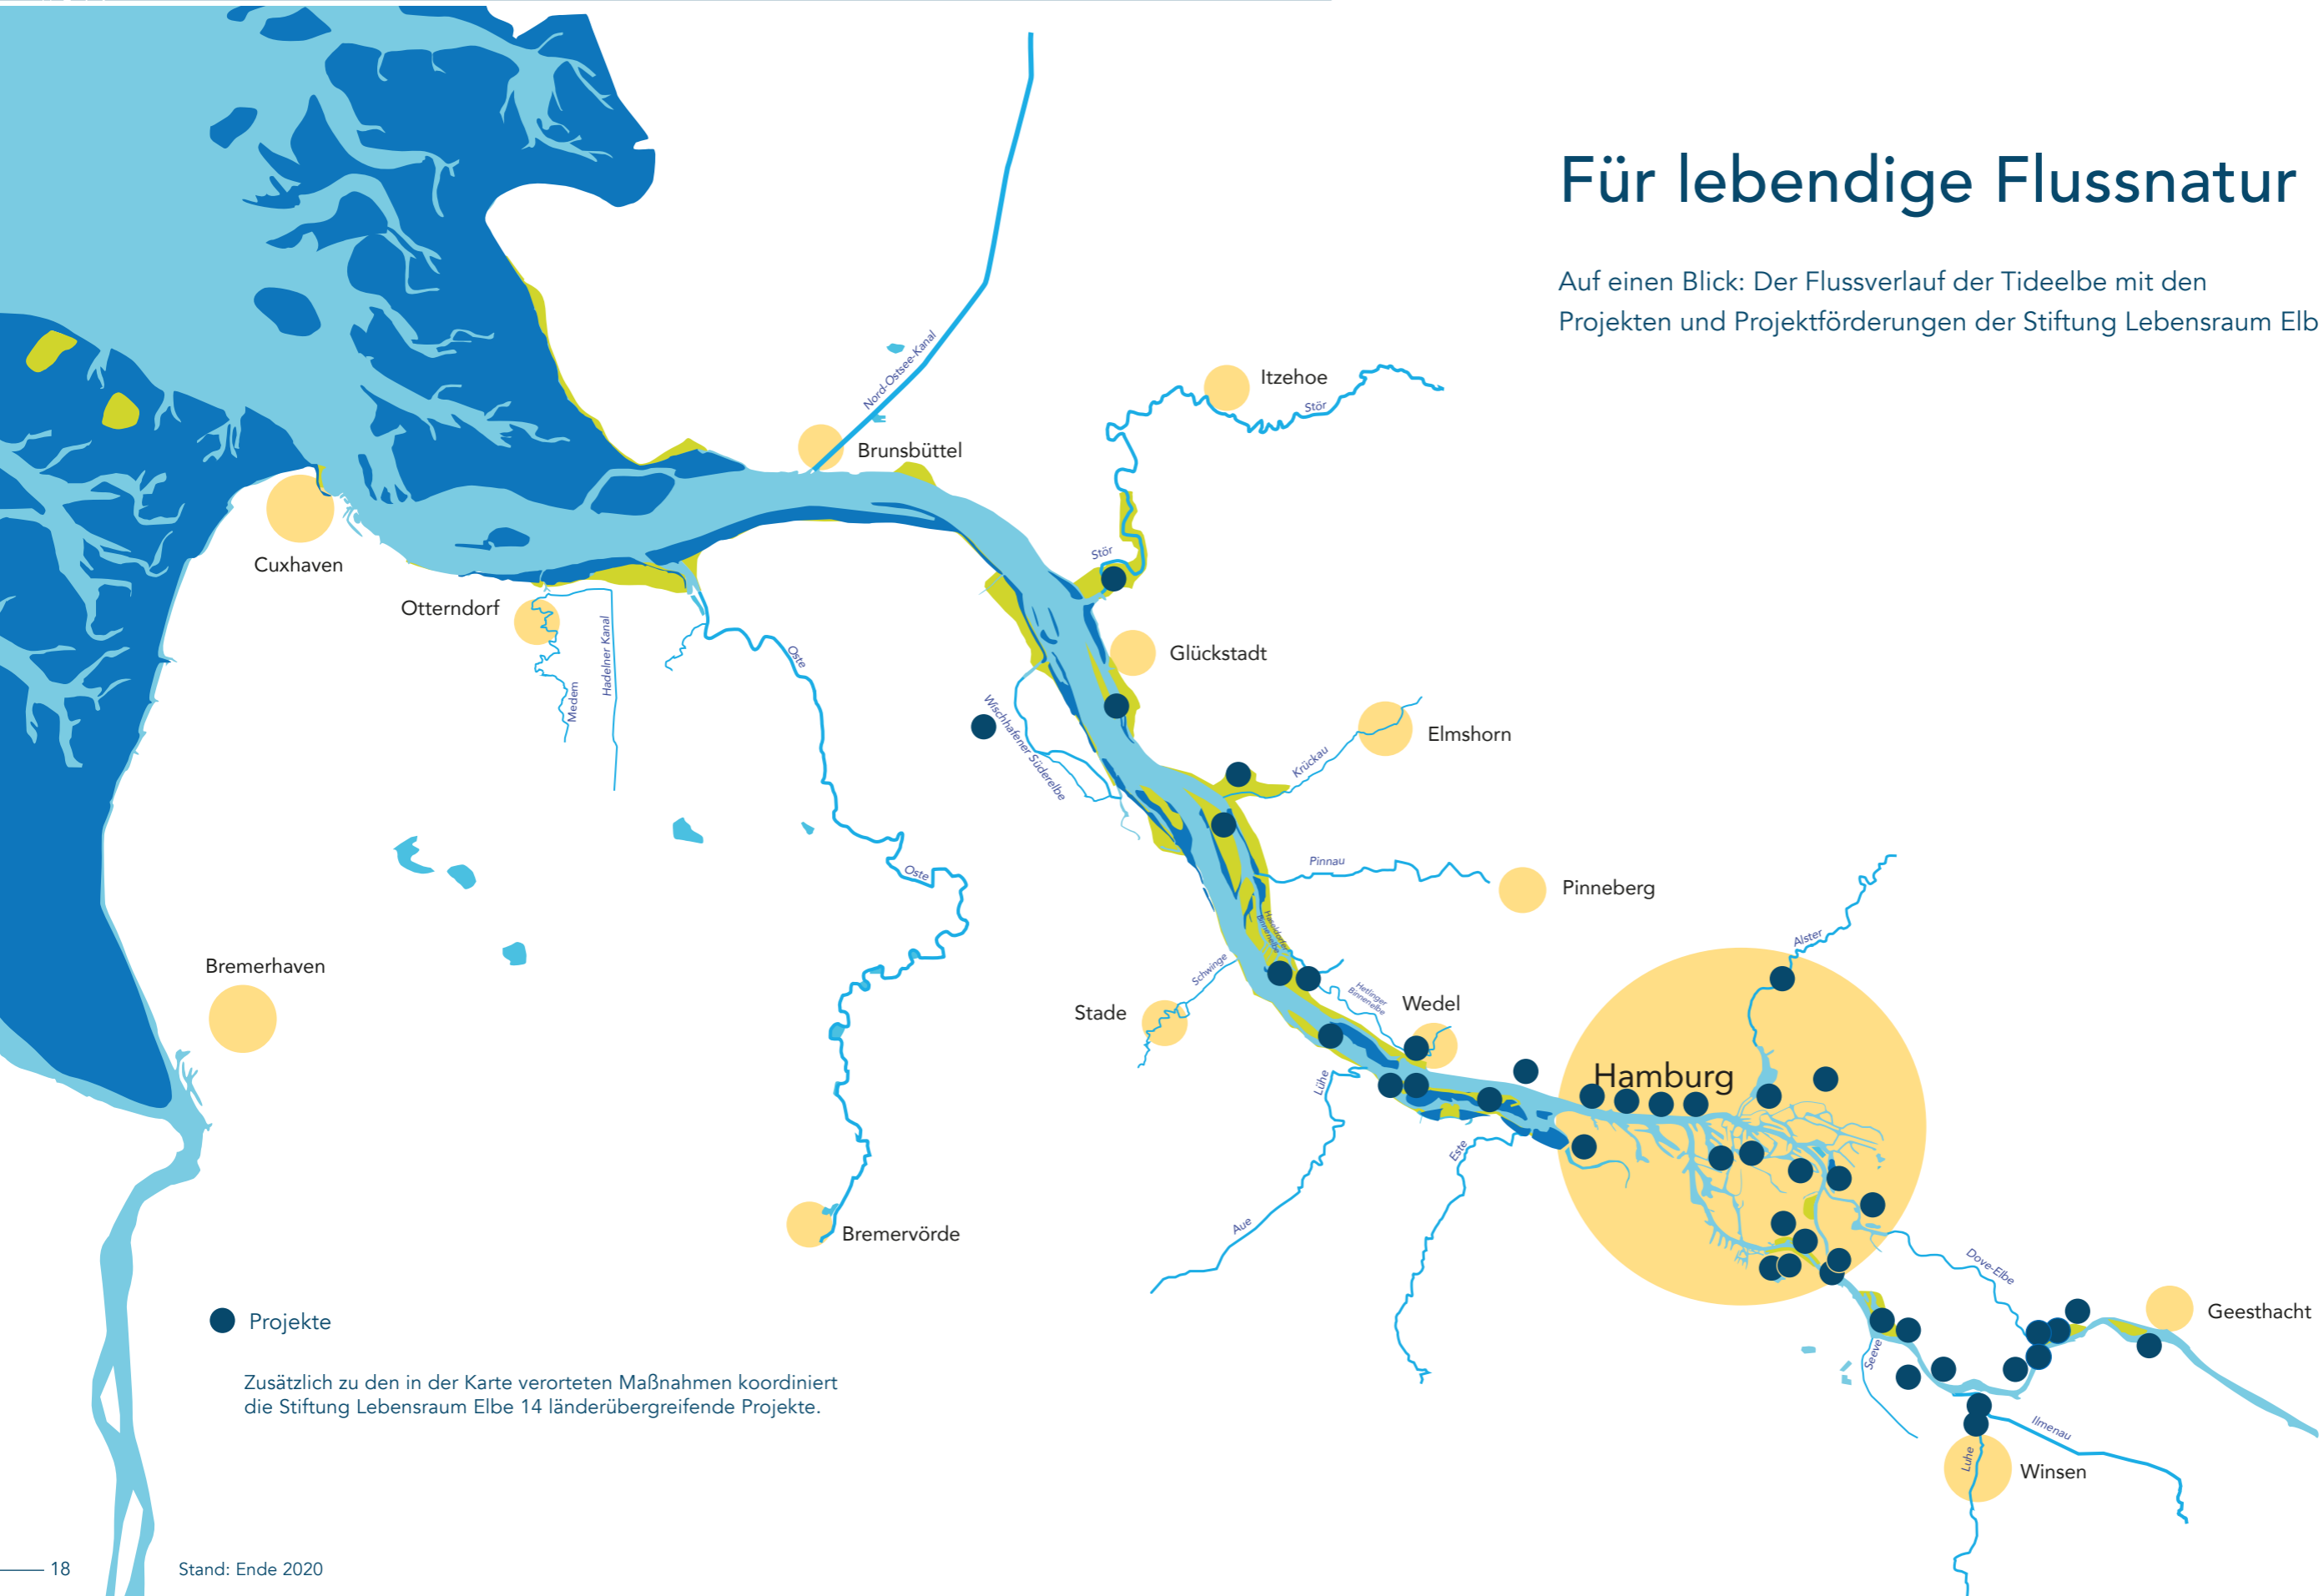 Für lebendige Flussnatur
Auf einen Blick: Der Flussverlauf der Tideelbe mit den
Projekten und Projektförderungen der Stiftung Lebensraum Elb
Nord-Ostsee-Kanal
Itzehoe
Stör
Brunsbüttel
Cuxhaven
Stör
Otterndorf
Hadelner Kanal
Medem
Oste
Glückstadt
Wischhafener Süderelbe
Elmshorn
Krückau
Oste
Pinnau
Pinneberg
Haseldorfer
Binnenelbe
Alster
Bremerhaven
Schwinge
Stade
Hetlinger
Binnenelbe
Wedel
Hamburg
Lühe
Este
Aue
Bremervörde
Dove-Elbe
Geesthacht
Seeve
Ilmenau
Luhe
Winsen
Projekte
Zusätzlich zu den in der Karte verorteten Maßnahmen koordiniert
die Stiftung Lebensraum Elbe 14 länderübergreifende Projekte.
18
Stand: Ende 2020